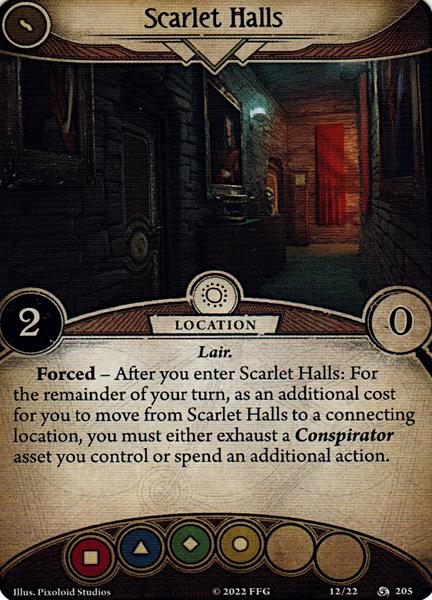 Scarlet Halls
2
LOCATION
0
Lair.
Forced – After you enter Scarlet Halls: For
the remainder of your turn, as an additional cost
for you to move from Scarlet Halls to a connecting
location, you must either exhaust a Conspirator
asset you control or spend an additional action.
Illus. Pixoloid Studios © 2022 FFG 12/22 205